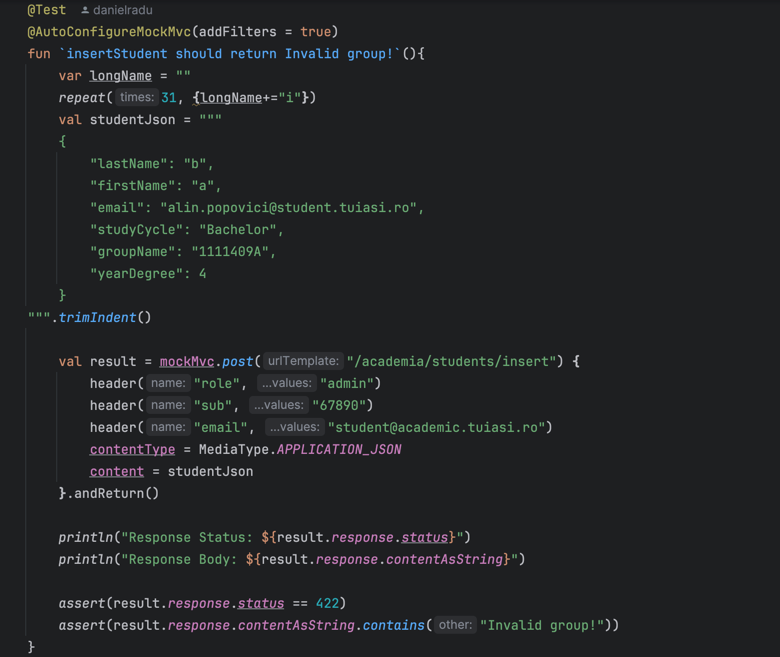 @Test danielradu
@AutoConfigureMockMvc(addFilters = true)
fun `insertStudent should return Invalid group!`(){
    var longName = ""
    repeat( times: 31, {longName+="i"})
    val studentJson = """
    {
        "lastName": "b",
        "firstName": "a",
        "email": "alin.popovici@student.tuiasi.ro",
        "studyCycle": "Bachelor",
        "groupName": "1111409A",
        "yearDegree": 4
    }
""".trimIndent()

    val result = mockMvc.post( urlTemplate: "/academia/students/insert") {
        header( name: "role", ...values: "admin")
        header( name: "sub", ...values: "67890")
        header( name: "email", ...values: "student@academic.tuiasi.ro")
        contentType = MediaType.APPLICATION_JSON
        content = studentJson
    }.andReturn()

    println("Response Status: ${result.response.status}")
    println("Response Body: ${result.response.contentAsString}")

    assert(result.response.status == 422)
    assert(result.response.contentAsString.contains( other: "Invalid group!"))
}